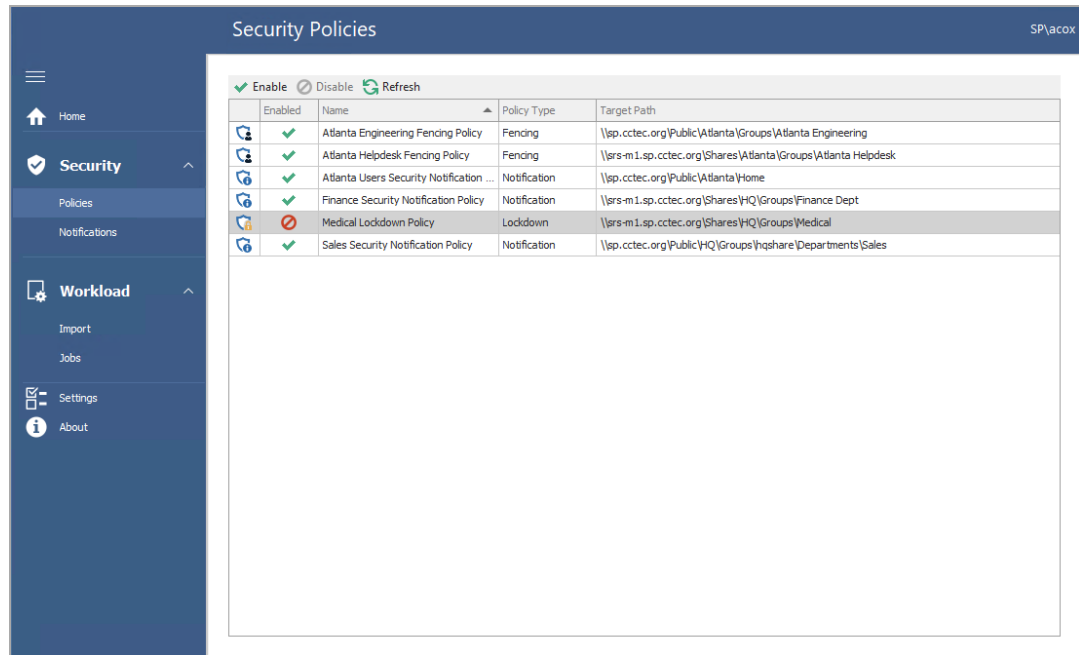 Security Policies
SP\acox
Home
Security
Policies
Notifications
Workload
Import
Jobs
Settings
About
Enable Disable Refresh
Enabled Name Policy Type Target Path
Atlanta Engineering Fencing Policy Fencing \\sp.cctec.org\Public\Atlanta\Groups\Atlanta Engineering
Atlanta Helpdesk Fencing Policy Fencing \\srs-m1.sp.cctec.org\Shares\Atlanta\Groups\Atlanta Helpdesk
Atlanta Users Security Notification ... Notification \\sp.cctec.org\Public\Atlanta\Home
Finance Security Notification Policy Notification \\srs-m1.sp.cctec.org\Shares\HQ\Groups\Finance Dept
Medical Lockdown Policy Lockdown \\srs-m1.sp.cctec.org\Shares\HQ\Groups\Medical
Sales Security Notification Policy Notification \\sp.cctec.org\Public\HQ\Groups\hqshare\Departments\Sales